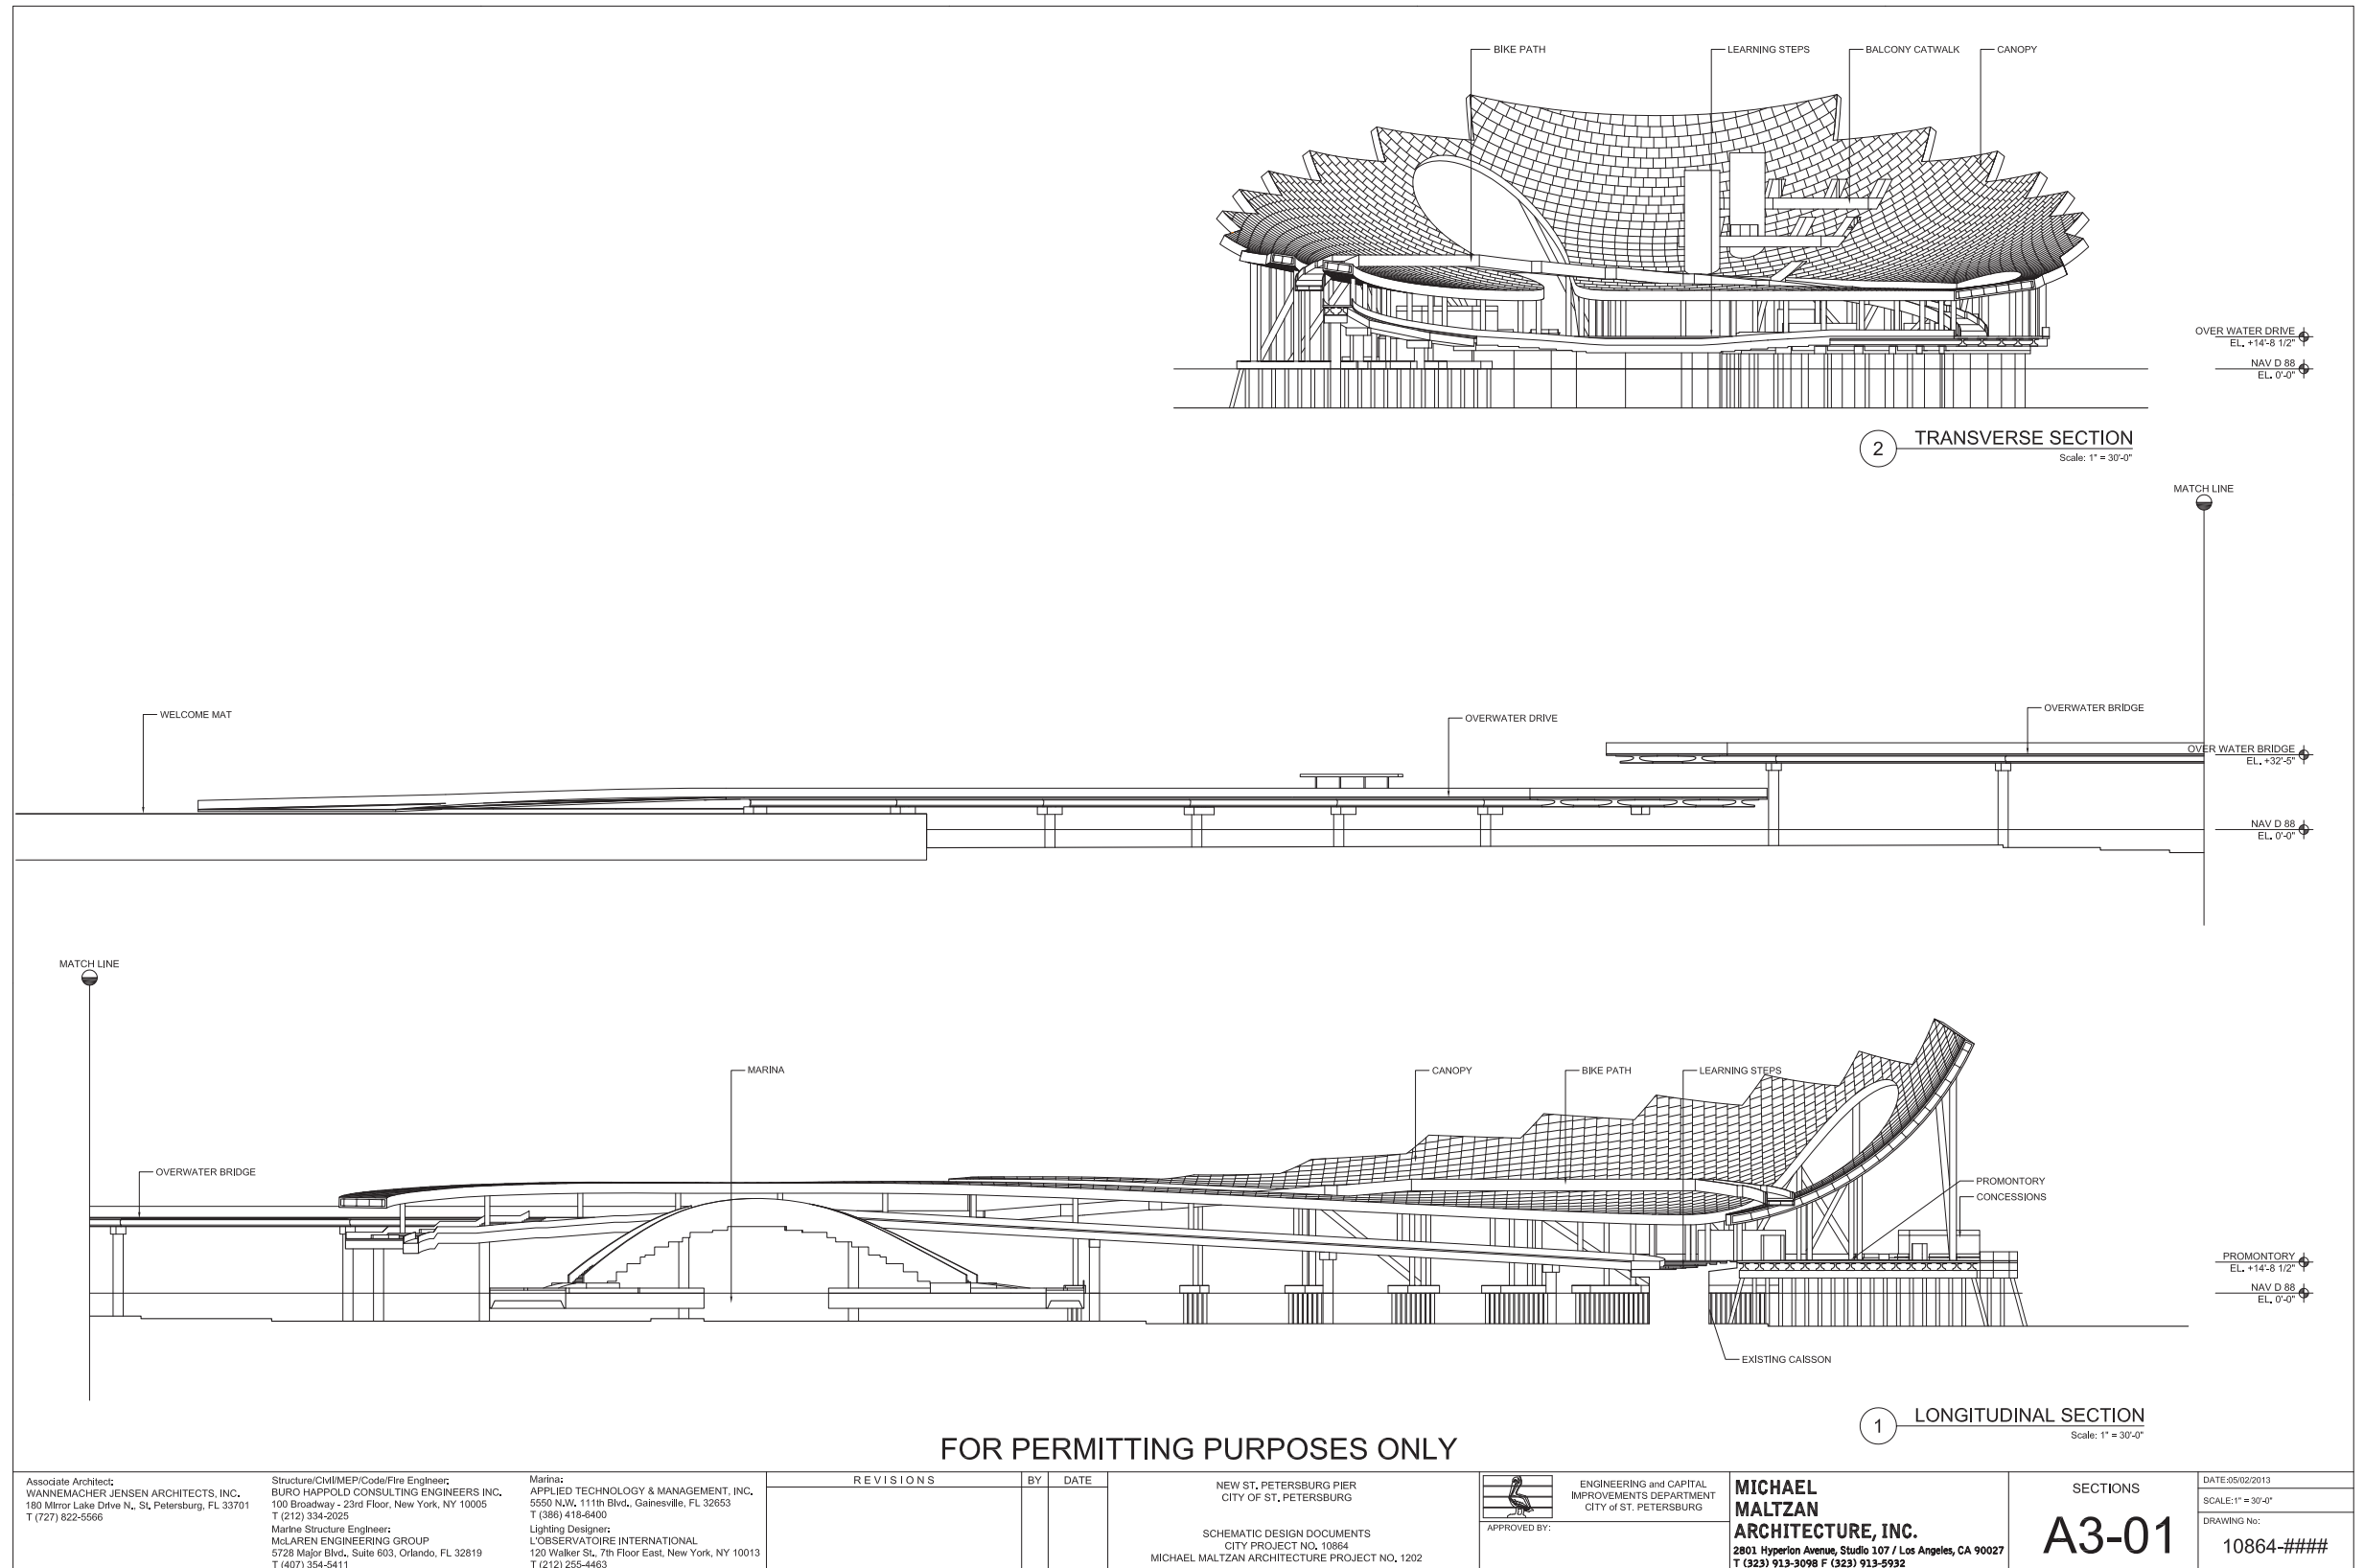 BIKE PATH
LEARNING STEPS
BALCONY CATWALK
CANOPY
OVER WATER DRIVE
EL. +14'-8 1/2"
NAV D 88
EL. 0'-0"
2
TRANSVERSE SECTION
Scale: 1" = 30'-0"
MATCH LINE
WELCOME MAT
OVERWATER DRIVE
OVERWATER BRIDGE
OVER WATER BRIDGE
EL. +32'-5"
NAV D 88
EL. 0'-0"
MATCH LINE
MARINA
CANOPY
BIKE PATH
LEARNING STEPS
OVERWATER BRIDGE
PROMONTORY
CONCESSIONS
PROMONTORY
EL. +14'-8 1/2"
NAV D 88
EL. 0'-0"
EXISTING CAISSON
1
LONGITUDINAL SECTION
Scale: 1" = 30'-0"
FOR PERMITTING PURPOSES ONLY
Associate Architect:
WANNEMACHER JENSEN ARCHITECTS, INC.
180 Mirror Lake Drive N., St. Petersburg, FL 33701
T (727) 822-5566
Structure/Civil/MEP/Code/Fire Engineer:
BURO HAPPOLD CONSULTING ENGINEERS INC.
100 Broadway - 23rd Floor, New York, NY 10005
T (212) 334-2025
Marine Structure Engineer:
McLAREN ENGINEERING GROUP
5728 Major Blvd., Suite 603, Orlando, FL 32819
T (407) 354-5411
Marina:
APPLIED TECHNOLOGY & MANAGEMENT, INC.
5550 N.W. 111th Blvd., Gainesville, FL 32653
T (386) 418-6400
Lighting Designer:
L'OBSERVATOIRE INTERNATIONAL
120 Walker St., 7th Floor East, New York, NY 10013
T (212) 255-4463
REVISIONS
BY
DATE
NEW ST. PETERSBURG PIER
CITY OF ST. PETERSBURG
SCHEMATIC DESIGN DOCUMENTS
CITY PROJECT NO. 10864
MICHAEL MALTZAN ARCHITECTURE PROJECT NO. 1202
ENGINEERING and CAPITAL
IMPROVEMENTS DEPARTMENT
CITY of ST. PETERSBURG
APPROVED BY:
MICHAEL
MALTZAN
ARCHITECTURE, INC.
2801 Hyperion Avenue, Studio 107 / Los Angeles, CA 90027
T (323) 913-3098 F (323) 913-5932
SECTIONS
A3-01
DATE:05/02/2013
SCALE:1" = 30'-0"
DRAWING No:
10864-####